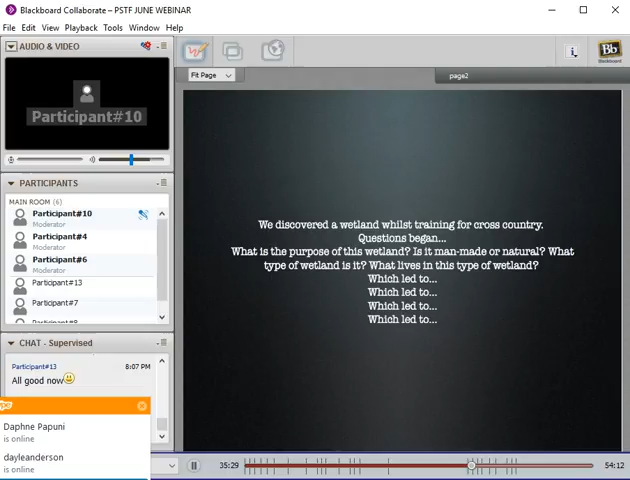 Blackboard Collaborate – PSTF JUNE WEBINAR
File Edit View Playback Tools Window Help
AUDIO & VIDEO
Participant#10
PARTICIPANTS
MAIN ROOM (6)
Participant#10
Moderator
Participant#4
Moderator
Participant#6
Moderator
Participant#13
Participant#7
Participant#8
CHAT - Supervised
Participant#13 8:07 PM
All good now
Daphne Papuni
is online
dayleanderson
is online
Fit Page
page2
i
Bb
Blackboard
We discovered a wetland whilst training for cross country.
Questions began...
What is the purpose of this wetland? Is it man-made or natural? What
type of wetland is it? What lives in this type of wetland?
Which led to...
Which led to...
Which led to...
Which led to...
35:29
54:12